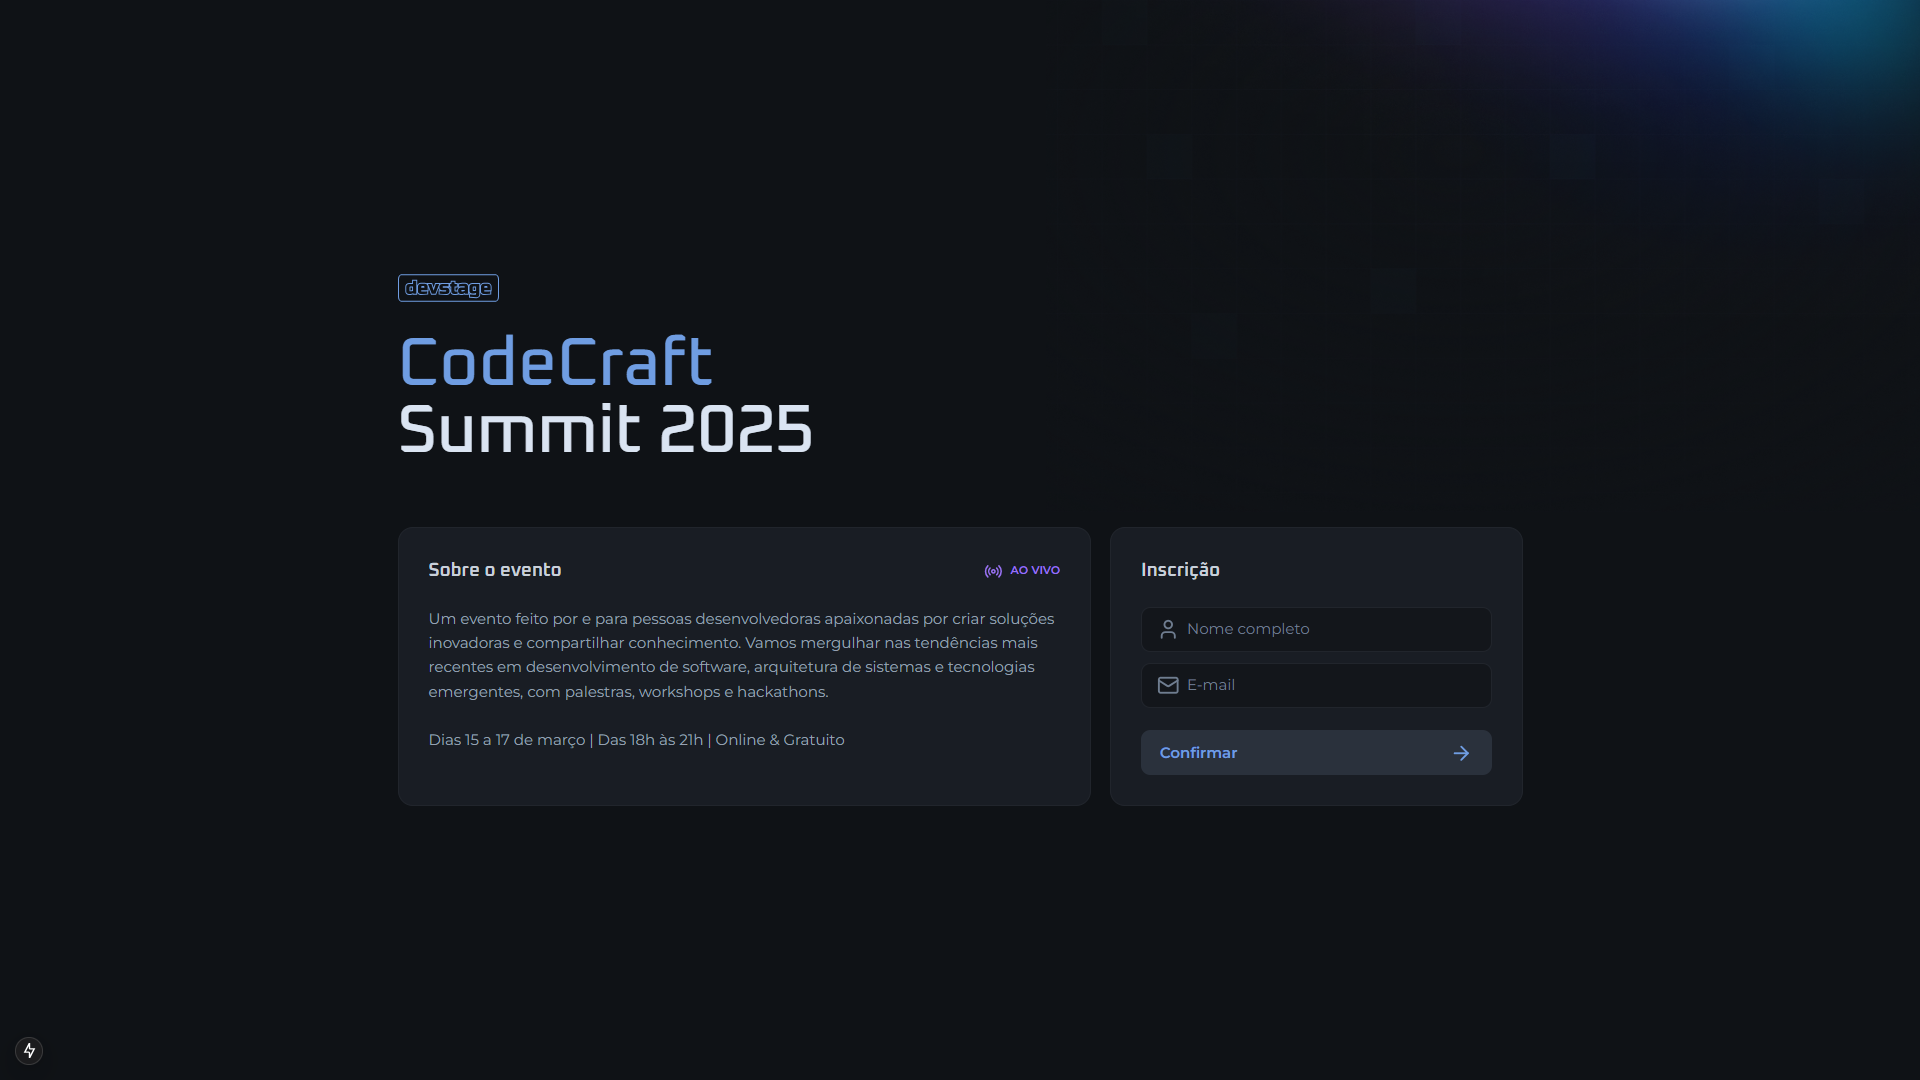 devstage
CodeCraft
Summit 2025
Sobre o evento
AO VIVO
Um evento feito por e para pessoas desenvolvedoras apaixonadas por criar soluções
inovadoras e compartilhar conhecimento. Vamos mergulhar nas tendências mais
recentes em desenvolvimento de software, arquitetura de sistemas e tecnologias
emergentes, com palestras, workshops e hackathons.
Dias 15 a 17 de março | Das 18h às 21h | Online & Gratuito
Inscrição
Nome completo
E-mail
Confirmar